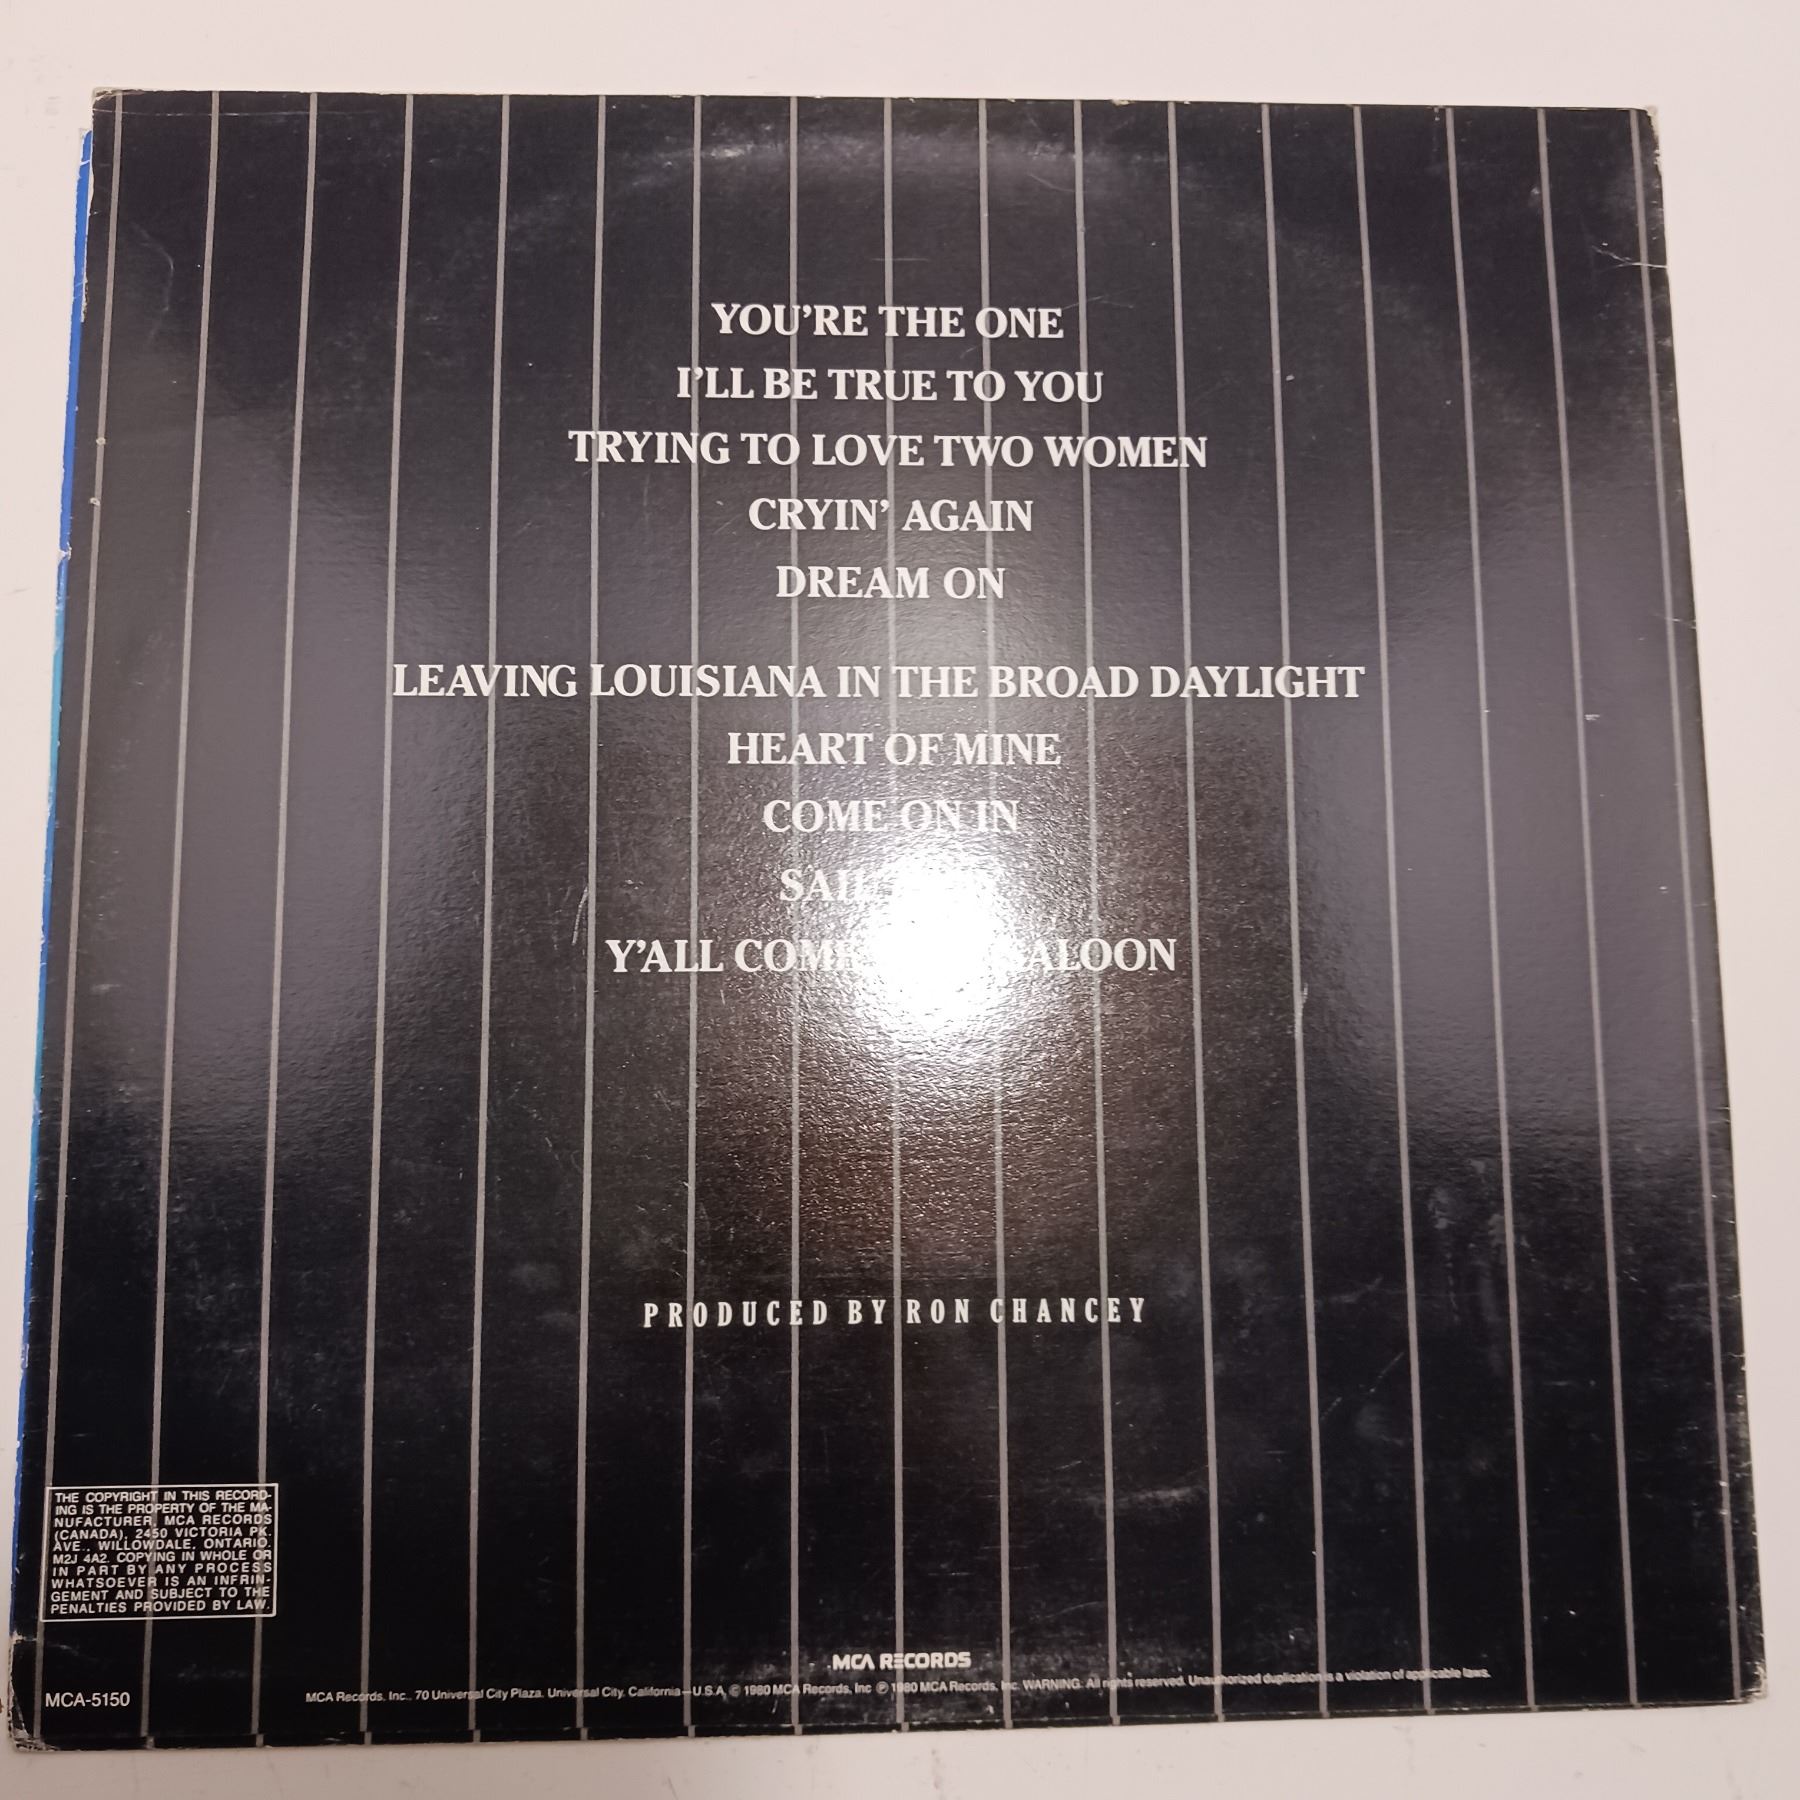 YOU'RE THE ONE
I'LL BE TRUE TO YOU
TRYING TO LOVE TWO WOMEN
CRYIN' AGAIN
DREAM ON
LEAVING LOUISIANA IN THE BROAD DAYLIGHT
HEART OF MINE
COME ON IN
Y'ALL COME SALOON
PRODUCED BY RON CHANCEY
THE COPYRIGHT IN THIS RECORD-
ING IS THE PROPERTY OF THE MA-
NUFACTURER, MCA RECORDS
(CANADA), 2450 VICTORIA PK.
AVE., WILLOWDALE, ONTARIO.
M2J 4A2. COPYING IN WHOLE OR
IN PART BY ANY PROCESS
WHATSOEVER IS AN INFRIN-
GEMENT AND SUBJECT TO THE
PENALTIES PROVIDED BY LAW.
MCA RECORDS
MCA-5150
MCA Records, Inc., 70 Universal City Plaza, Universal City, California—U.S.A. © 1980 MCA Records, Inc ℗ 1980 MCA Records, Inc. WARNING: All rights reserved. Unauthorized duplication is a violation of applicable laws.